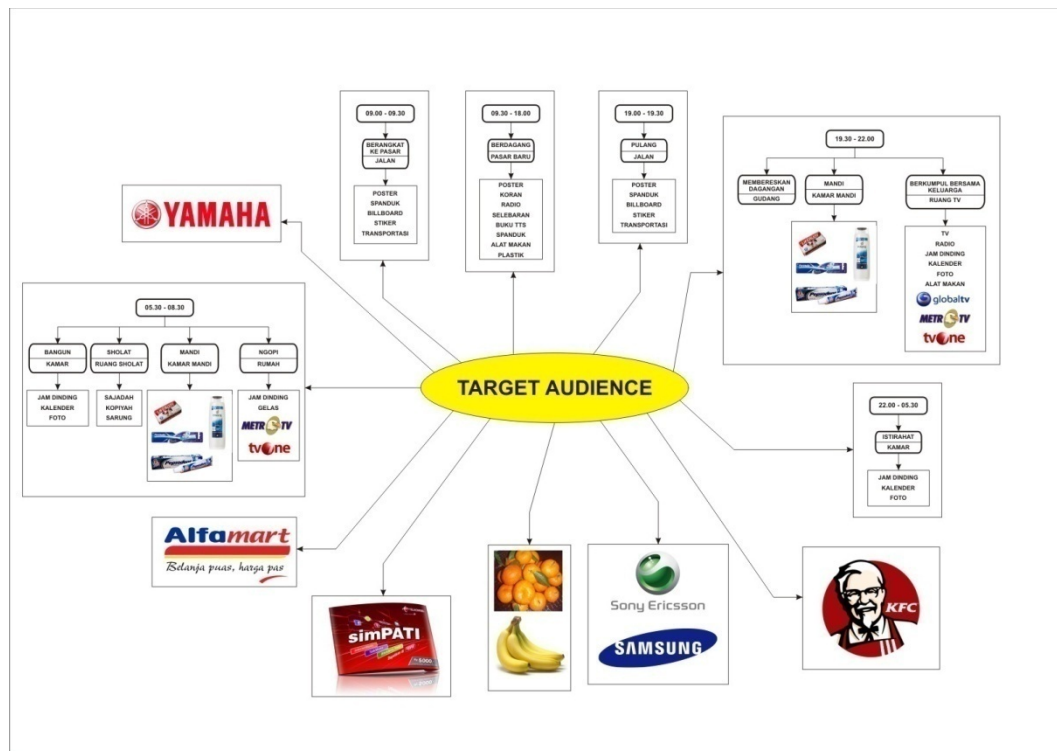 09.00 - 09.30
BERANGKAT
KE PASAR
JALAN
POSTER
SPANDUK
BILLBOARD
STIKER
TRANSPORTASI
09.30 - 18.00
BERDAGANG
PASAR BARU
POSTER
KORAN
RADIO
SELEBARAN
BUKU TTS
SPANDUK
ALAT MAKAN
PLASTIK
19.00 - 19.30
PULANG
JALAN
POSTER
SPANDUK
BILLBOARD
STIKER
TRANSPORTASI
19.30 - 22.00
MEMBERESKAN
DAGANGAN
GUDANG
MANDI
KAMAR MANDI
BERKUMPUL BERSAMA
KELUARGA
RUANG TV
TV
RADIO
JAM DINDING
KALENDER
FOTO
ALAT MAKAN
globaltv
METRO TV
tvOne
YAMAHA
05.30 - 08.30
BANGUN
KAMAR
JAM DINDING
KALENDER
FOTO
SHOLAT
RUANG SHOLAT
SAJADAH
KOPIYAH
SARUNG
MANDI
KAMAR MANDI
NGOPI
RUMAH
JAM DINDING
GELAS
METRO TV
tvOne
TARGET AUDIENCE
22.00 - 05.30
ISTIRAHAT
KAMAR
JAM DINDING
KALENDER
FOTO
Alfamart
Belanja puas, harga pas
simPATI
5000
Sony Ericsson
SAMSUNG
KFC